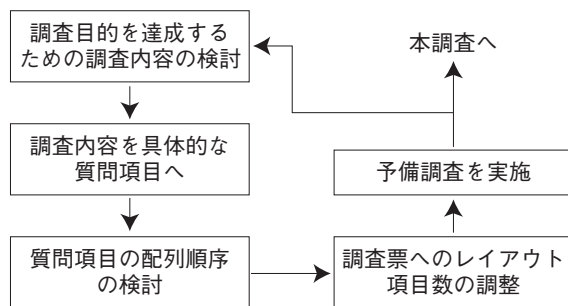 調査目的を達成する
ための調査内容の検討
調査内容を具体的な
質問項目へ
質問項目の配列順序
の検討
調査票へのレイアウト
項目数の調整
予備調査を実施
本調査へ